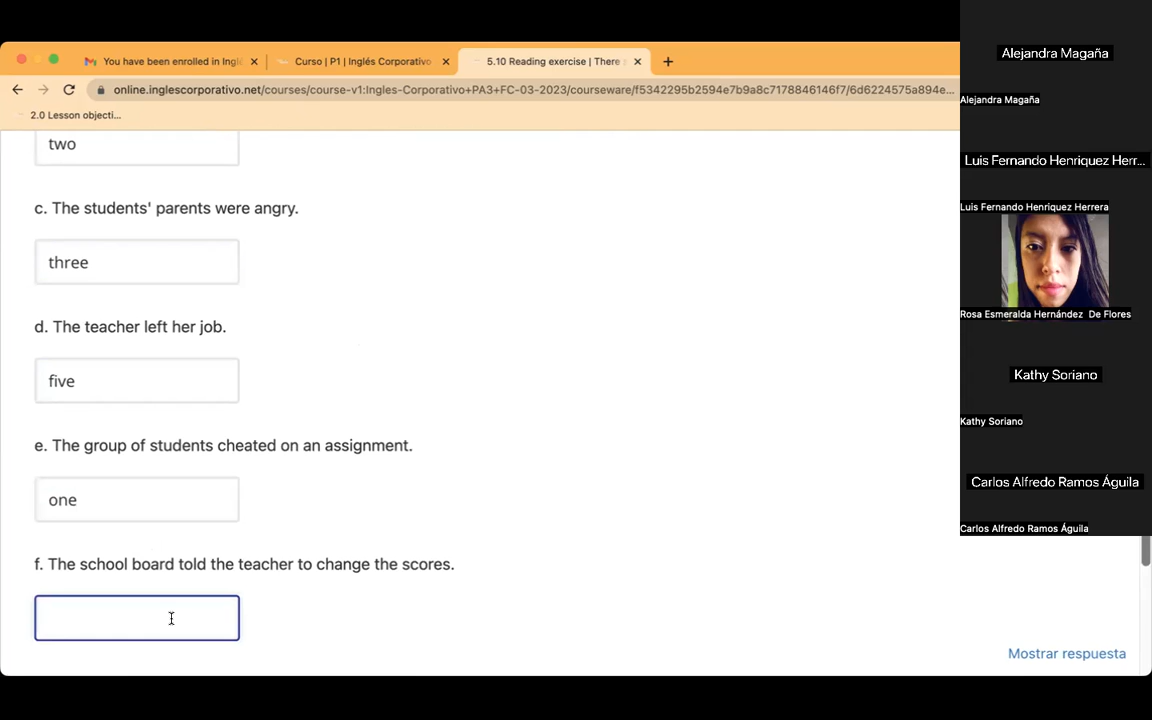 You have been enrolled in Inglé
Curso | P1 | Inglés Corporativo
5.10 Reading exercise | There
online.inglescorporativo.net/courses/course-v1:Ingles-Corporativo+PA3+FC-03-2023/courseware/f5342295b2594e7b9a8c7178846146f7/6d6224575a894e...
2.0 Lesson objecti...
two
c. The students' parents were angry.
three
d. The teacher left her job.
five
e. The group of students cheated on an assignment.
one
f. The school board told the teacher to change the scores.
Mostrar respuesta
Alejandra Magaña
Alejandra Magaña
Luis Fernando Henriquez Herr...
Luis Fernando Henriquez Herrera
Rosa Esmeralda Hernández De Flores
Kathy Soriano
Kathy Soriano
Carlos Alfredo Ramos Águila
Carlos Alfredo Ramos Águila